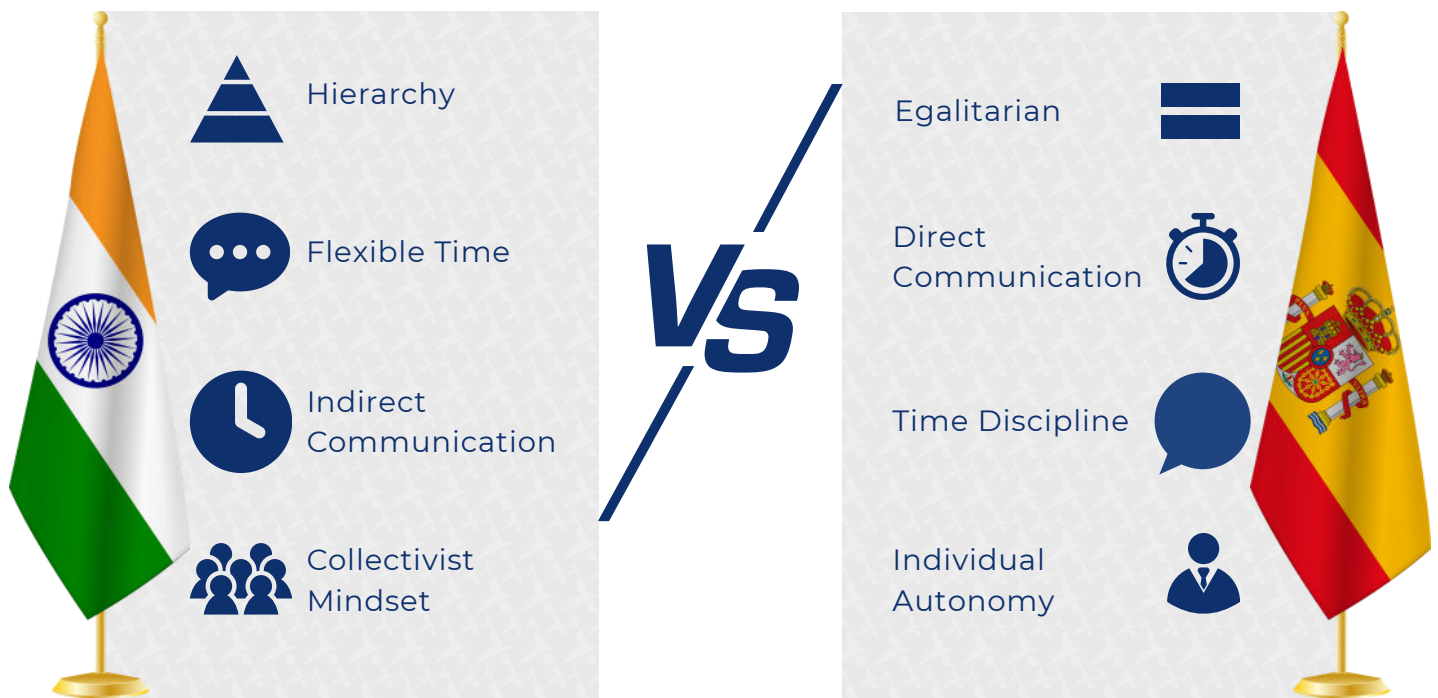 Hierarchy
Flexible Time
Indirect
Communication
Collectivist
Mindset
VS
Egalitarian
Direct
Communication
Time Discipline
Individual
Autonomy